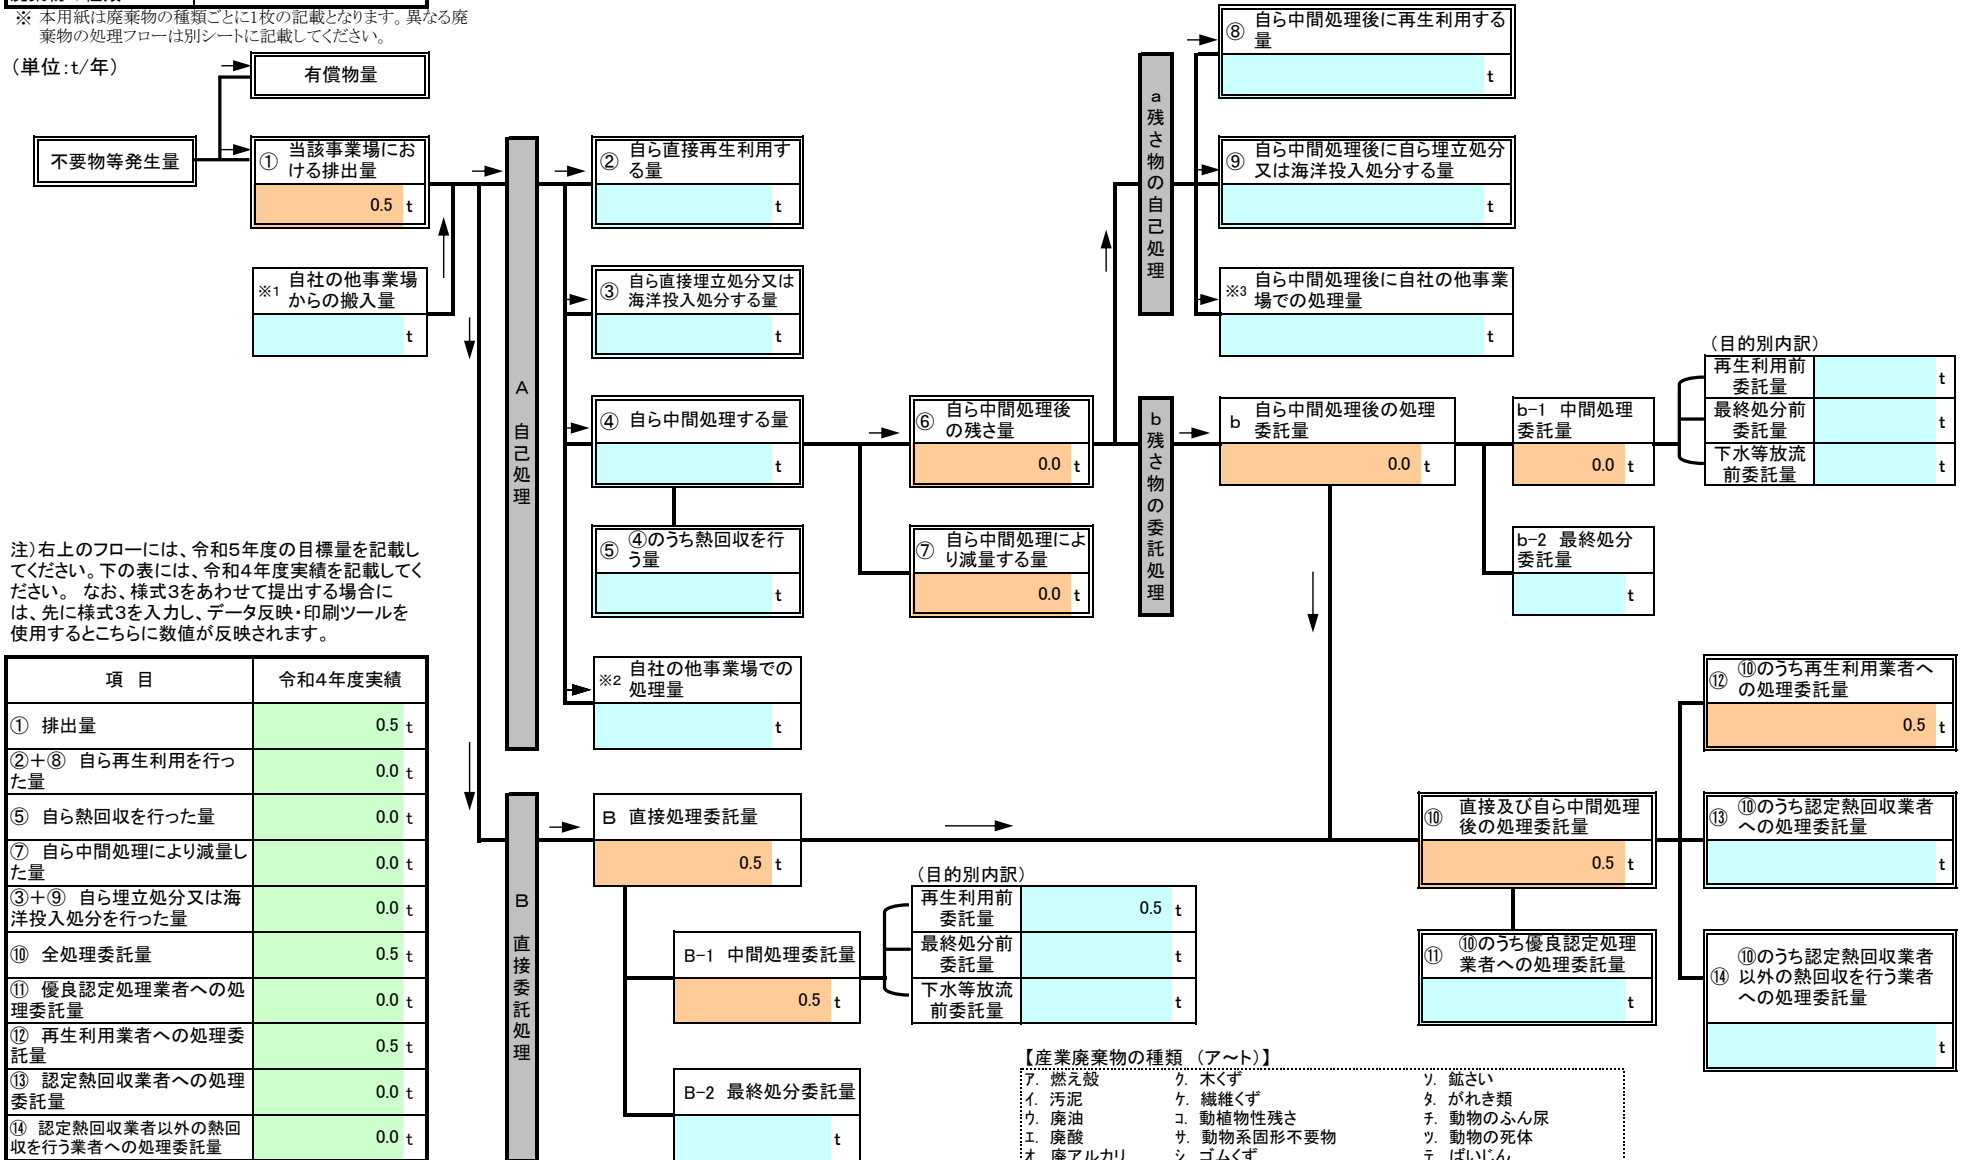 ※ 本用紙は廃棄物の種類ごとに1枚の記載となります。異なる廃
棄物の処理フローは別シートに記載してください。
(単位:t/年)
有償物量
不要物等発生量
① 当該事業場にお
ける排出量
0.5 t
※1 自社の他事業場
からの搬入量
t
A 自己処理
② 自ら直接再生利用す
る量
t
③ 自ら直接埋立処分又は
海洋投入処分する量
t
④ 自ら中間処理する量
t
⑤ ④のうち熱回収を行
う量
t
※2 自社の他事業場での
処理量
t
⑥ 自ら中間処理後
の残さ量
0.0 t
⑦ 自ら中間処理によ
り減量する量
0.0 t
a 残さ物の自己処理
⑧ 自ら中間処理後に再生利用する
量
t
⑨ 自ら中間処理後に自ら埋立処分
又は海洋投入処分する量
t
※3 自ら中間処理後に自社の他事業
場での処理量
t
b 残さ物の委託処理
b 自ら中間処理後の処理
委託量
0.0 t
b-1 中間処理
委託量
0.0 t
b-2 最終処分
委託量
t
(目的別内訳)
再生利用前
委託量
t
最終処分前
委託量
t
下水等放流
前委託量
t
注)右上のフローには、令和5年度の目標量を記載し
てください。下の表には、令和4年度実績を記載してく
ださい。 なお、様式3をあわせて提出する場合に
は、先に様式3を入力し、データ反映・印刷ツールを
使用するとこちらに数値が反映されます。
項 目 令和4年度実績
① 排出量 0.5 t
②+⑧ 自ら再生利用を行っ
た量 0.0 t
⑤ 自ら熱回収を行った量 0.0 t
⑦ 自ら中間処理により減量し
た量 0.0 t
③+⑨ 自ら埋立処分又は海
洋投入処分を行った量 0.0 t
⑩ 全処理委託量 0.5 t
⑪ 優良認定処理業者への処
理委託量 0.0 t
⑫ 再生利用業者への処理委
託量 0.5 t
⑬ 認定熱回収業者への処理
委託量 0.0 t
⑭ 認定熱回収業者以外の熱回
収を行う業者への処理委託量 0.0 t
B 直接委託処理
B 直接処理委託量
0.5 t
B-1 中間処理委託量
0.5 t
B-2 最終処分委託量
t
(目的別内訳)
再生利用前
委託量
0.5 t
最終処分前
委託量
t
下水等放流
前委託量
t
⑩ 直接及び自ら中間処理
後の処理委託量
0.5 t
⑪ ⑩のうち優良認定処理
業者への処理委託量
t
⑫ ⑩のうち再生利用業者へ
の処理委託量
0.5 t
⑬ ⑩のうち認定熱回収業者
への処理委託量
t
⑭ ⑩のうち認定熱回収業者
以外の熱回収を行う業者
への処理委託量
t
【産業廃棄物の種類 (ア~ト)】
ア. 燃え殻 ク. 木くず ソ. 鉱さい
イ. 汚泥 ケ. 繊維くず タ. がれき類
ウ. 廃油 コ. 動植物性残さ チ. 動物のふん尿
エ. 廃酸 サ. 動物系固形不要物 ツ. 動物の死体
オ. 廃アルカリ シ. ゴムくず テ. ばいじん